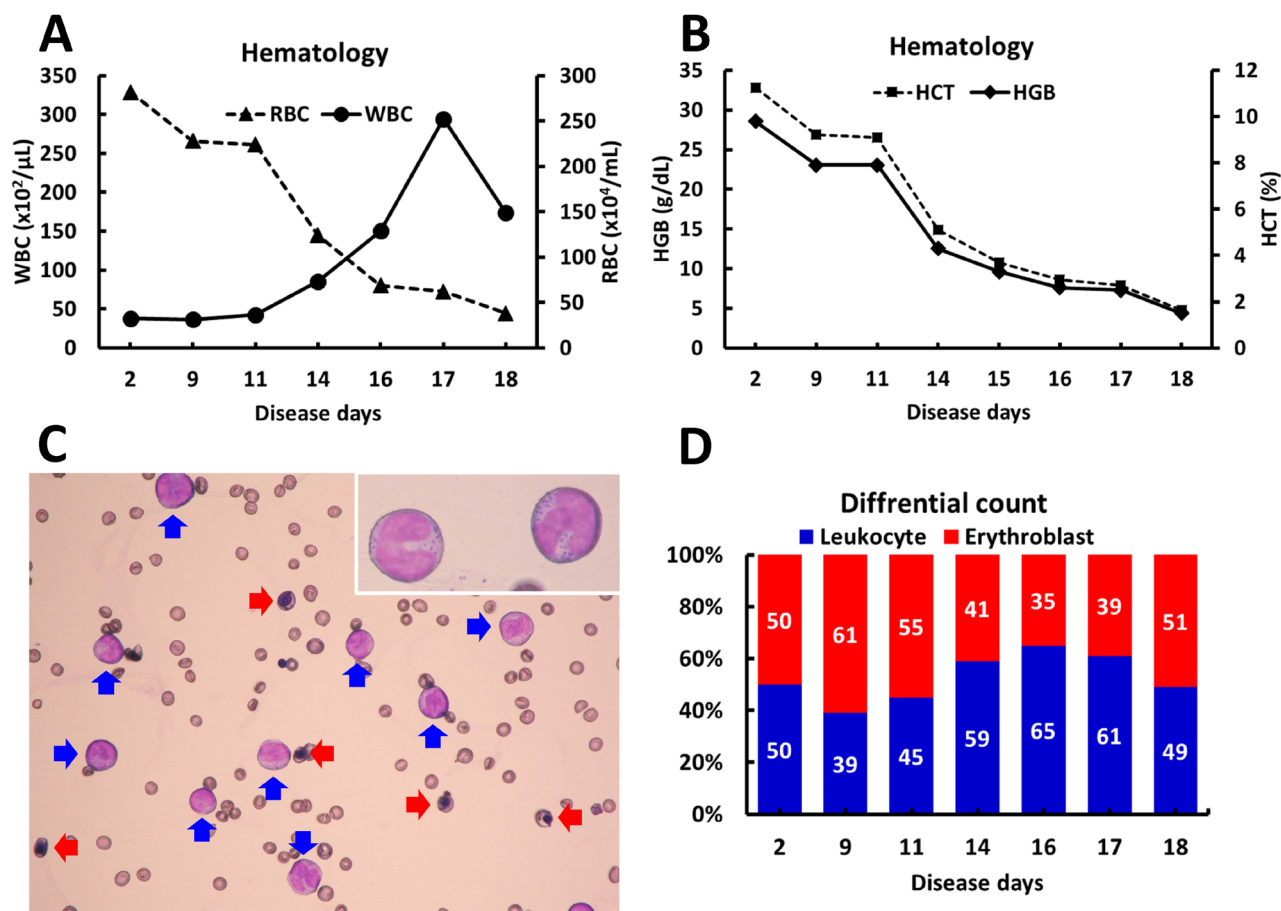 A
Hematology
RBC WBC
WBC (x10²/µL)
350
300
250
200
150
100
50
0
RBC (x10⁴/mL)
300
250
200
150
100
50
0
2 9 11 14 16 17 18
Disease days
B
Hematology
HCT HGB
HGB (g/dL)
35
30
25
20
15
10
5
0
HCT (%)
12
10
8
6
4
2
0
2 9 11 14 15 16 17 18
Disease days
C
D
Diffrential count
Leukocyte Erythroblast
100%
80%
60%
40%
20%
0%
50 61 55 41 35 39 51
50 39 45 59 65 61 49
2 9 11 14 16 17 18
Disease days